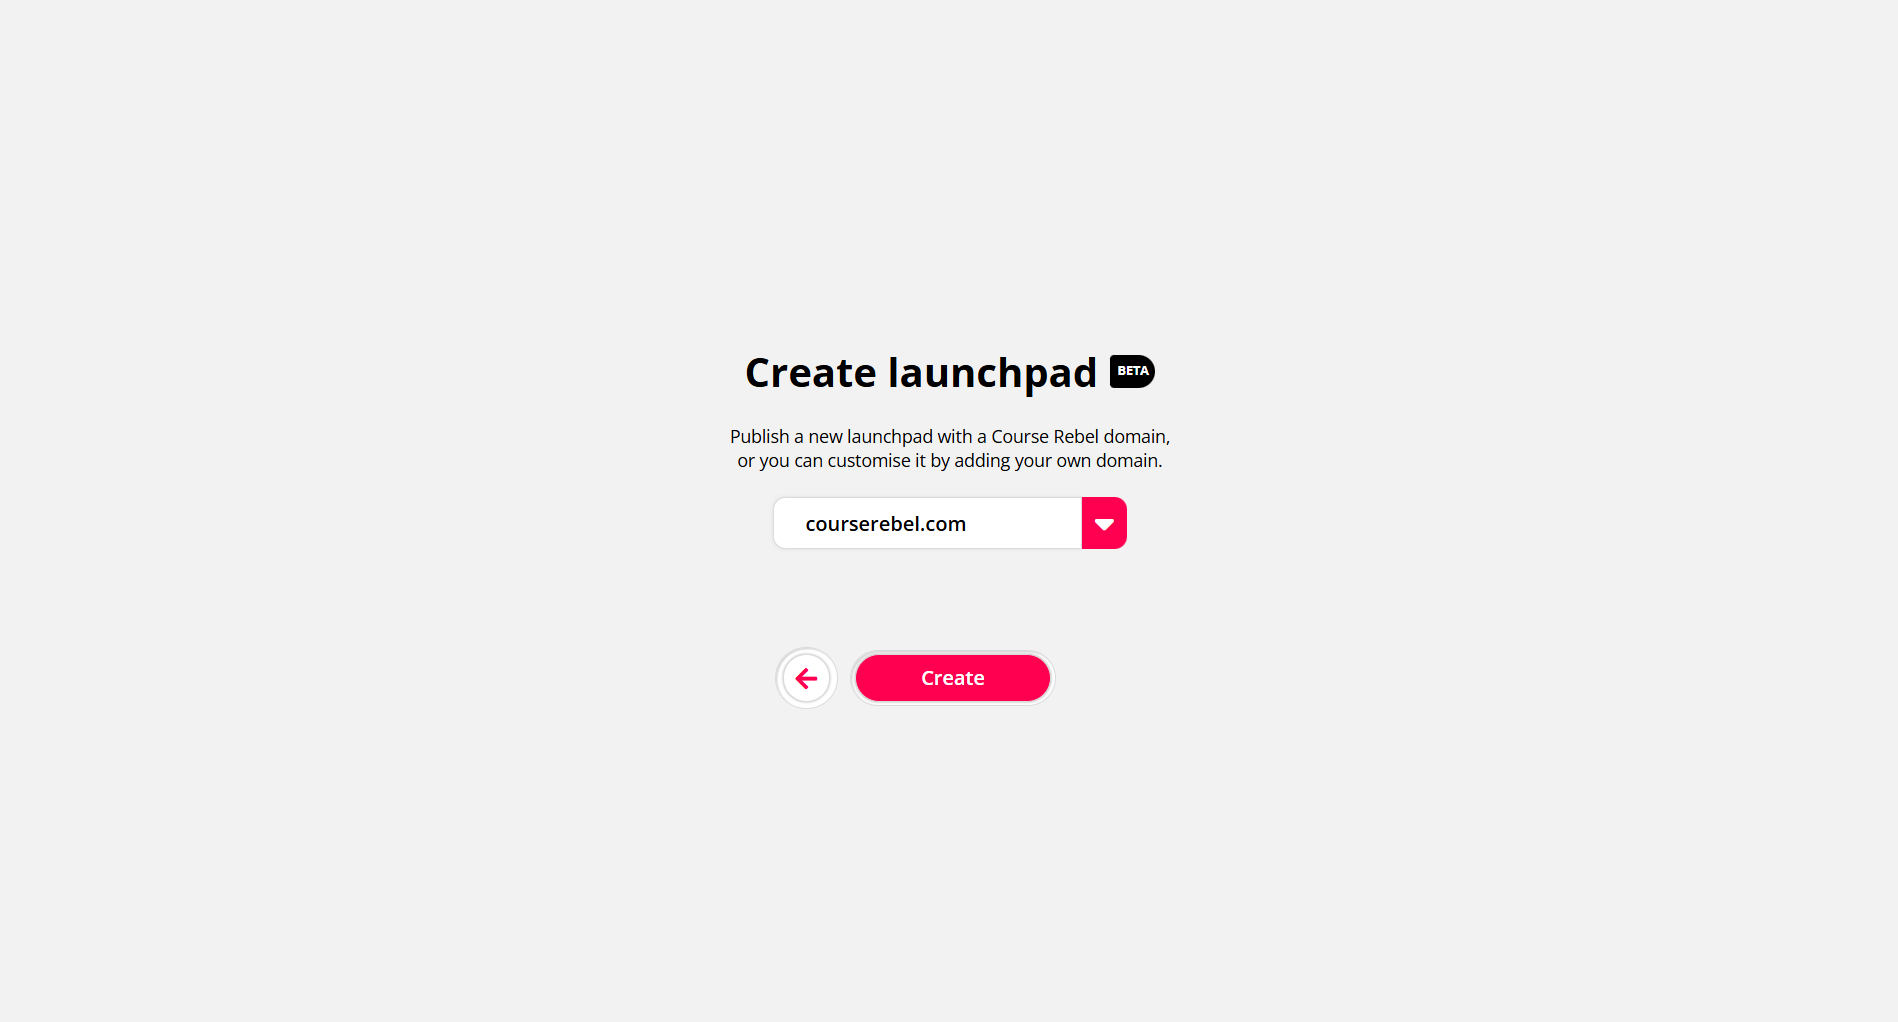 Create launchpad BETA
Publish a new launchpad with a Course Rebel domain,
or you can customise it by adding your own domain.
courserebel.com
Create